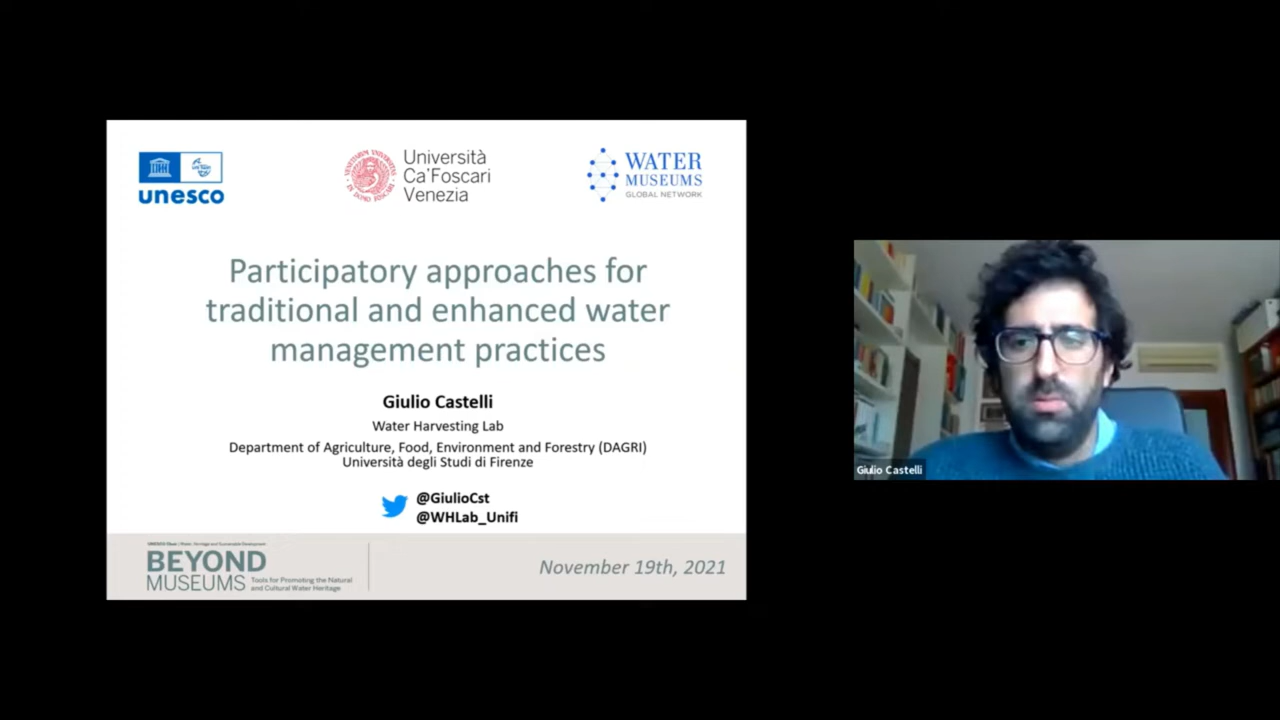 unesco
Università
Ca'Foscari
Venezia
WATER
MUSEUMS
GLOBAL NETWORK
Participatory approaches for
traditional and enhanced water
management practices
Giulio Castelli
Water Harvesting Lab
Department of Agriculture, Food, Environment and Forestry (DAGRI)
Università degli Studi di Firenze
@GiulioCst
@WHLab_Unifi
BEYOND
MUSEUMS
Tools for Promoting the Natural
and Cultural Water Heritage
November 19th, 2021
Giulio Castelli